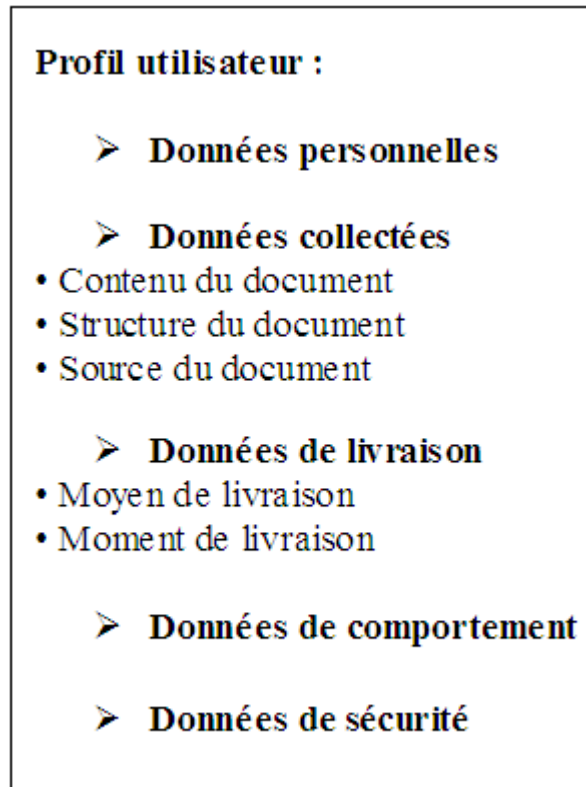 Profil utilisateur :
➢ Données personnelles
➢ Données collectées
• Contenu du document
• Structure du document
• Source du document
➢ Données de livraison
• Moyen de livraison
• Moment de livraison
➢ Données de comportement
➢ Données de sécurité